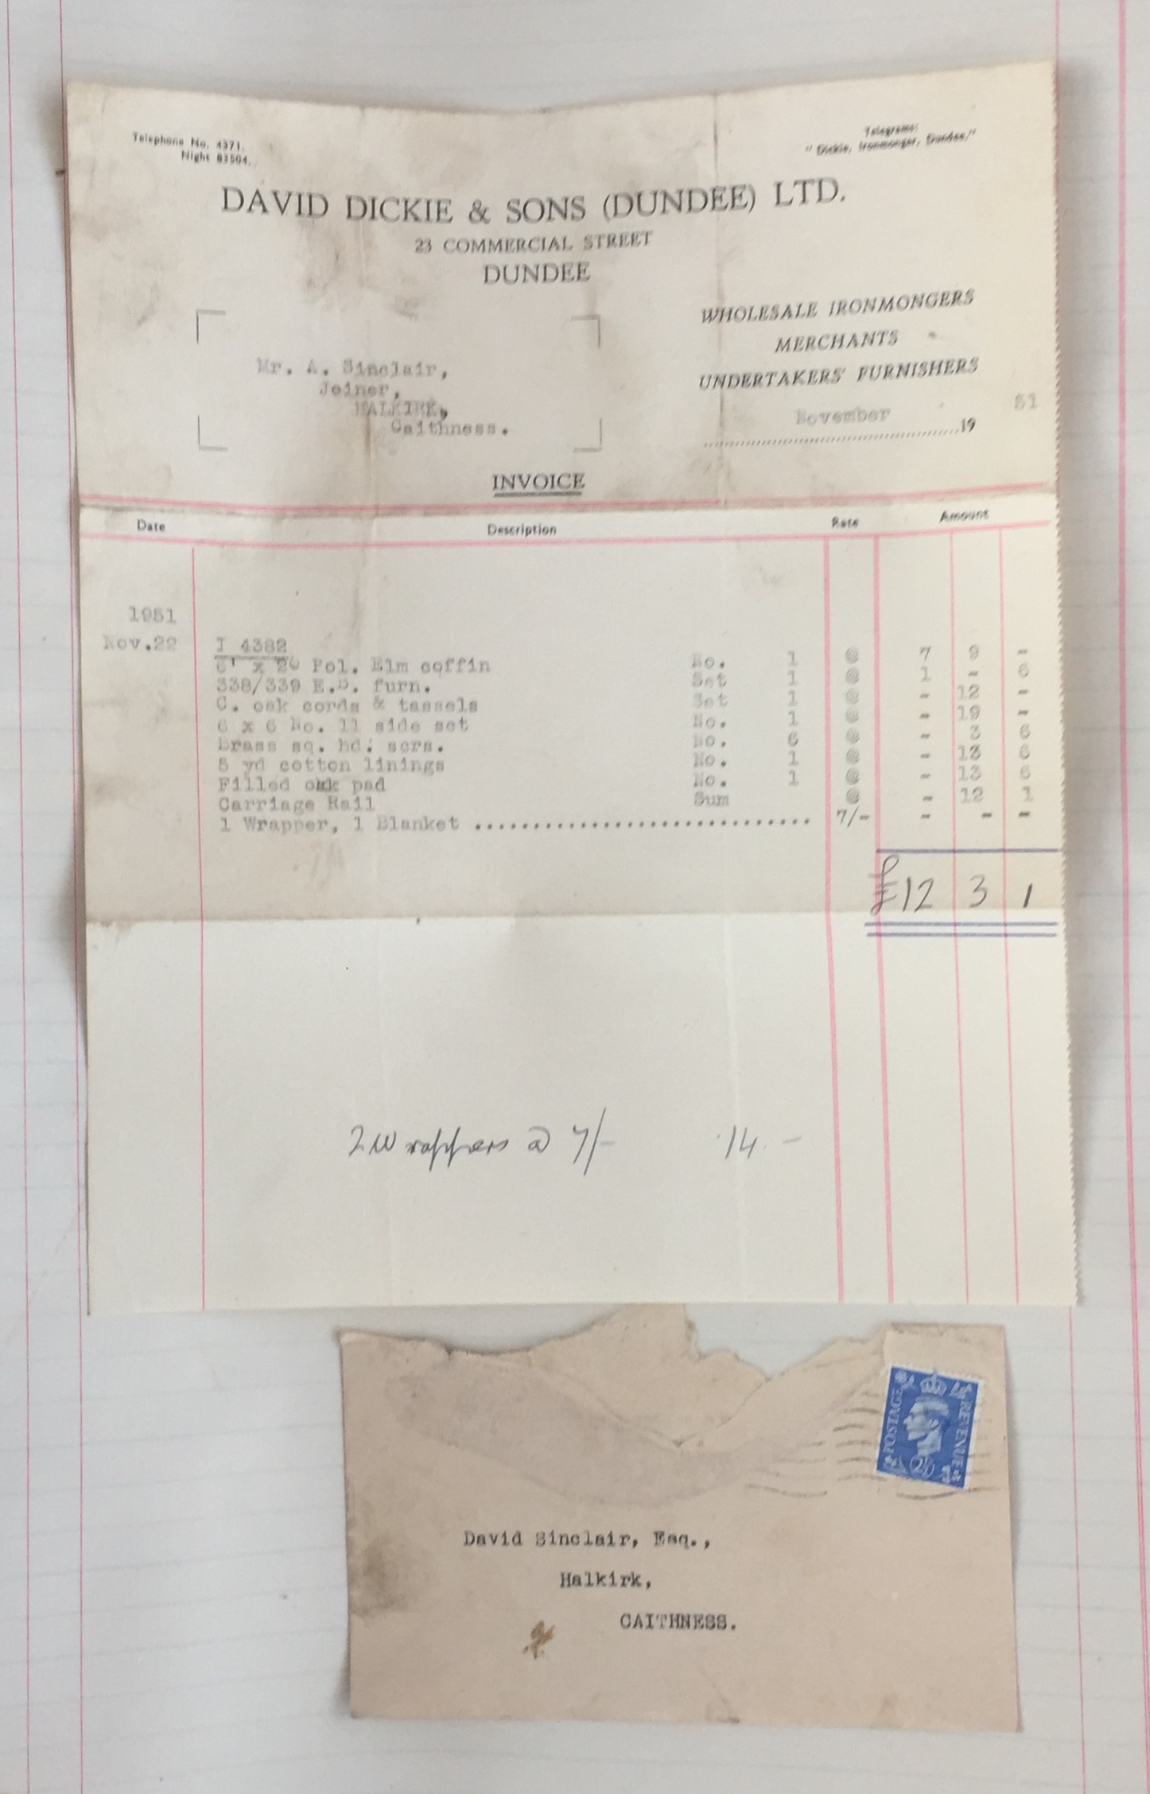 Telephone No. 4371.
Night 83504.
Telegrams:
"Dickie, Ironmonger, Dundee."
DAVID DICKIE & SONS (DUNDEE) LTD.
23 COMMERCIAL STREET
DUNDEE
WHOLESALE IRONMONGERS
MERCHANTS
UNDERTAKERS' FURNISHERS
Mr. A. Sinclair,
Joiner,
HALKIRK,
Caithness.
November 19 51
INVOICE
Date Description Rate Amount
1951
Nov.22 I 4382
6' x 20 Pol. Elm coffin No. 1 @ 7 9 -
338/339 E.B. furn. Set 1 @ 1 - 6
C. oak cords & tassels Set 1 @ - 12 -
6 x 6 No. 11 side set No. 1 @ - 19 -
Brass sq. hd. scrs. No. 6 @ - 3 6
5 yd cotton linings No. 1 @ - 13 6
Filled oak pad No. 1 @ - 13 6
Carriage Rail Sum @ - 12 1
1 Wrapper, 1 Blanket .............................. 7/- - - -
£12 3 1
2 Wrappers @ 7/- 14 -
POSTAGE REVENUE
2½
David Sinclair, Esq.,
Halkirk,
CAITHNESS.